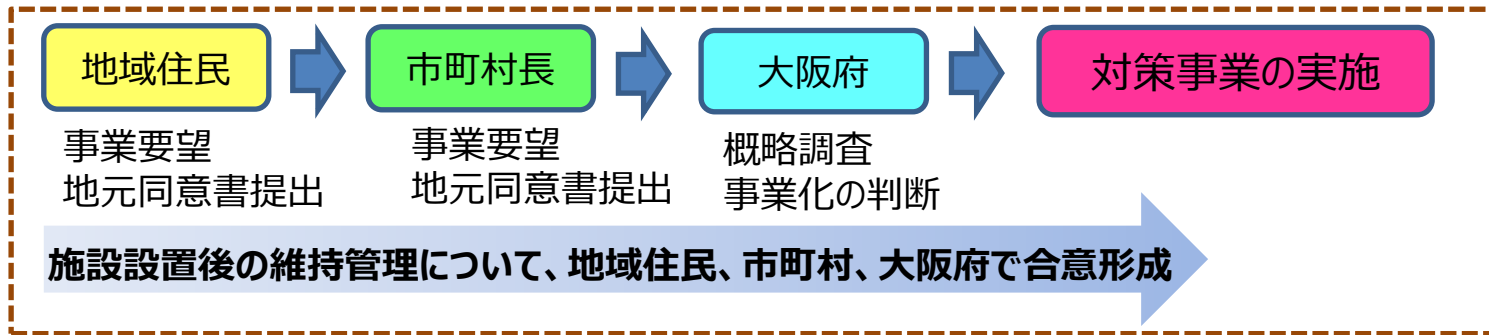 地域住民
市町村長
大阪府
対策事業の実施
事業要望
地元同意書提出
事業要望
地元同意書提出
概略調査
事業化の判断
施設設置後の維持管理について、地域住民、市町村、大阪府で合意形成